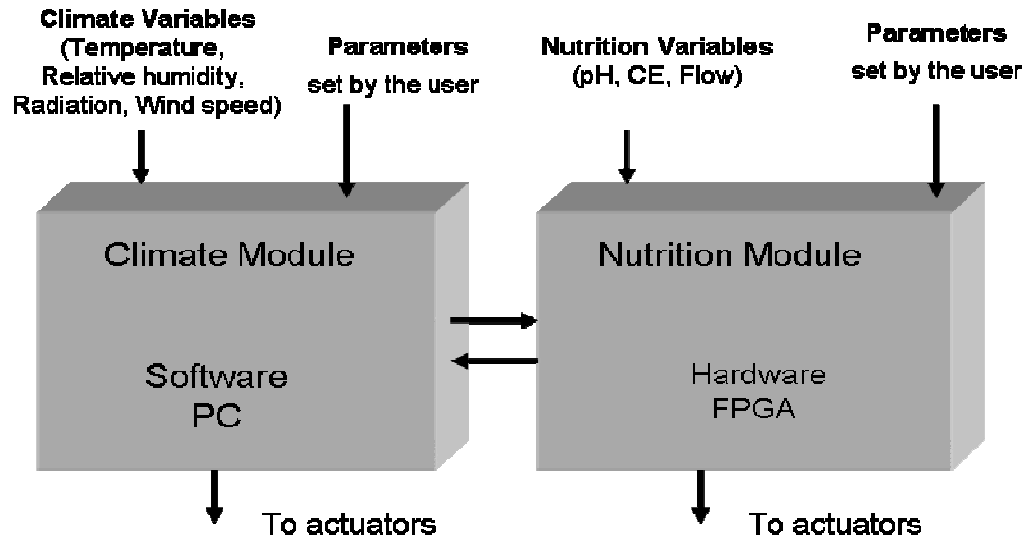 Climate Variables
(Temperature,
Relative humidity,
Radiation, Wind speed)
Parameters
set by the user
Nutrition Variables
(pH, CE, Flow)
Parameters
set by the user
Climate Module
Software
PC
Nutrition Module
Hardware
FPGA
To actuators
To actuators